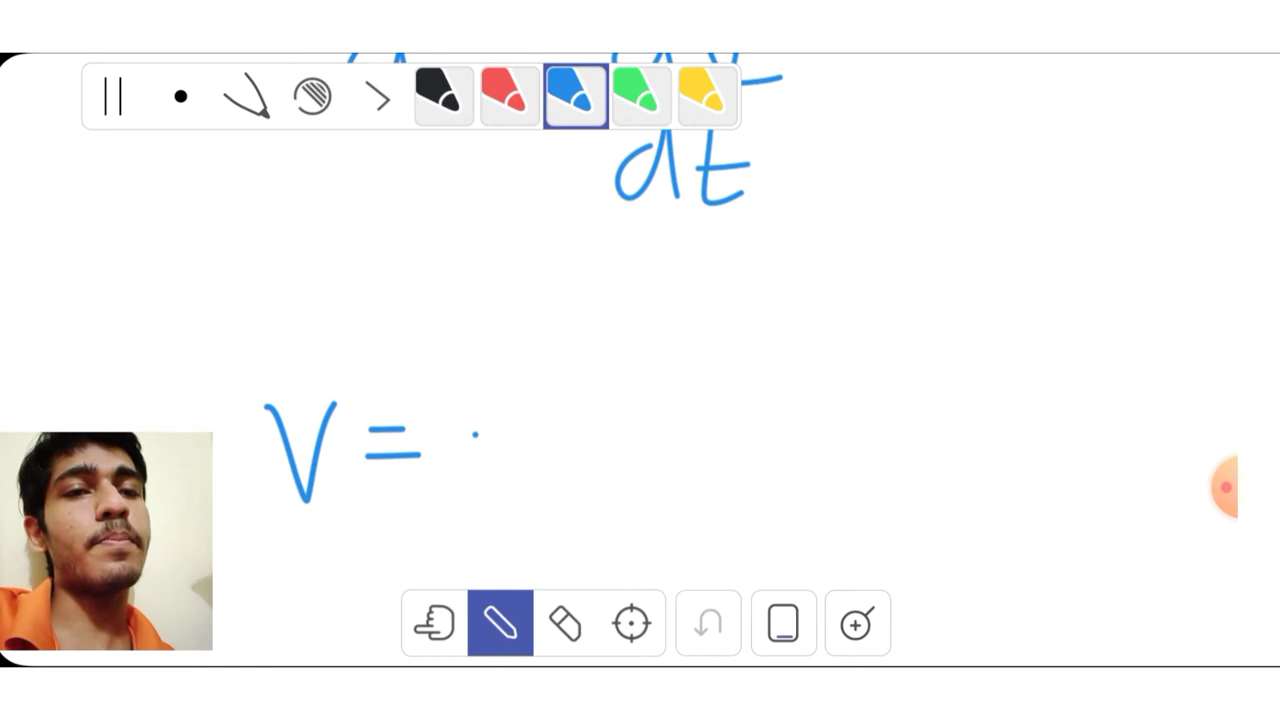 dt
V =